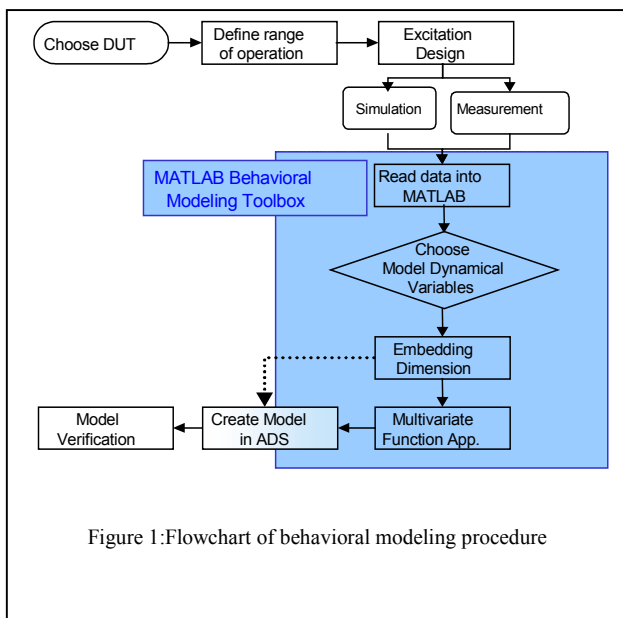 Choose DUT
Define range
of operation
Excitation
Design
Simulation
Measurement
MATLAB Behavioral
Modeling Toolbox
Read data into
MATLAB
Choose
Model Dynamical
Variables
Embedding
Dimension
Model
Verification
Create Model
in ADS
Multivariate
Function App.
Figure 1:Flowchart of behavioral modeling procedure